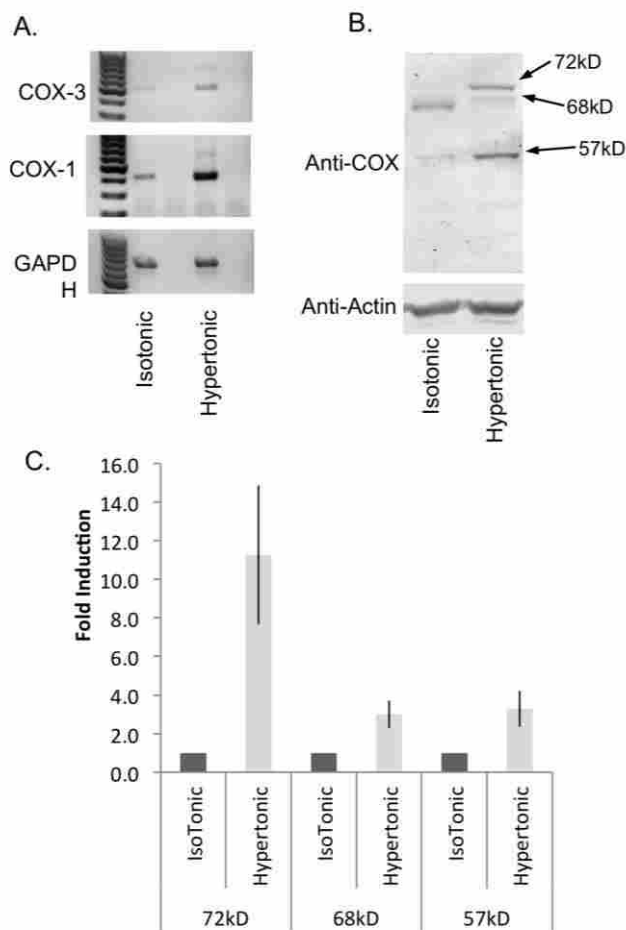 A.
COX-3
COX-1
GAPD
H
Isotonic
Hypertonic
B.
72kD
68kD
57kD
Anti-COX
Anti-Actin
Isotonic
Hypertonic
C.
Fold Induction
16.0
14.0
12.0
10.0
8.0
6.0
4.0
2.0
0.0
IsoTonic
Hypertonic
IsoTonic
Hypertonic
IsoTonic
Hypertonic
72kD
68kD
57kD